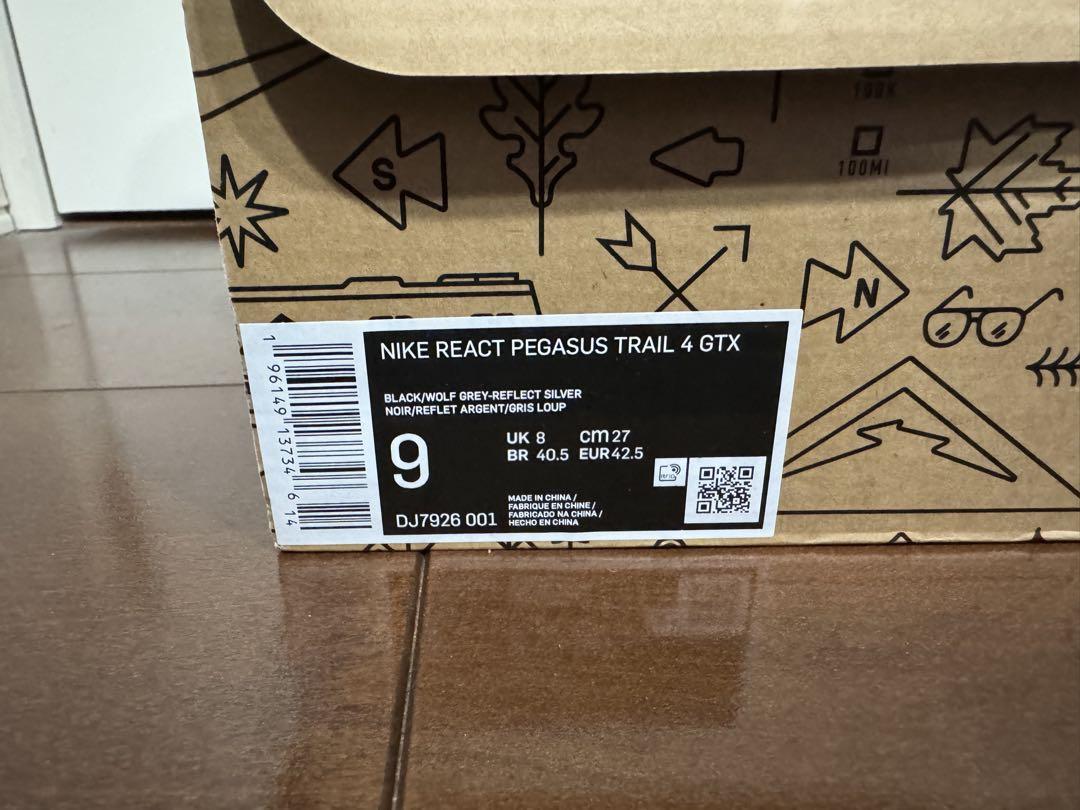 100K
S
100MI
N
NIKE REACT PEGASUS TRAIL 4 GTX
BLACK/WOLF GREY-REFLECT SILVER
NOIR/REFLET ARGENT/GRIS LOUP
9
UK 8 cm 27
BR 40.5 EUR 42.5
MADE IN CHINA /
FABRIQUE EN CHINE /
FABRICADO NA CHINA /
HECHO EN CHINA
DJ7926 001
RFID
1 96149 13734 6 14